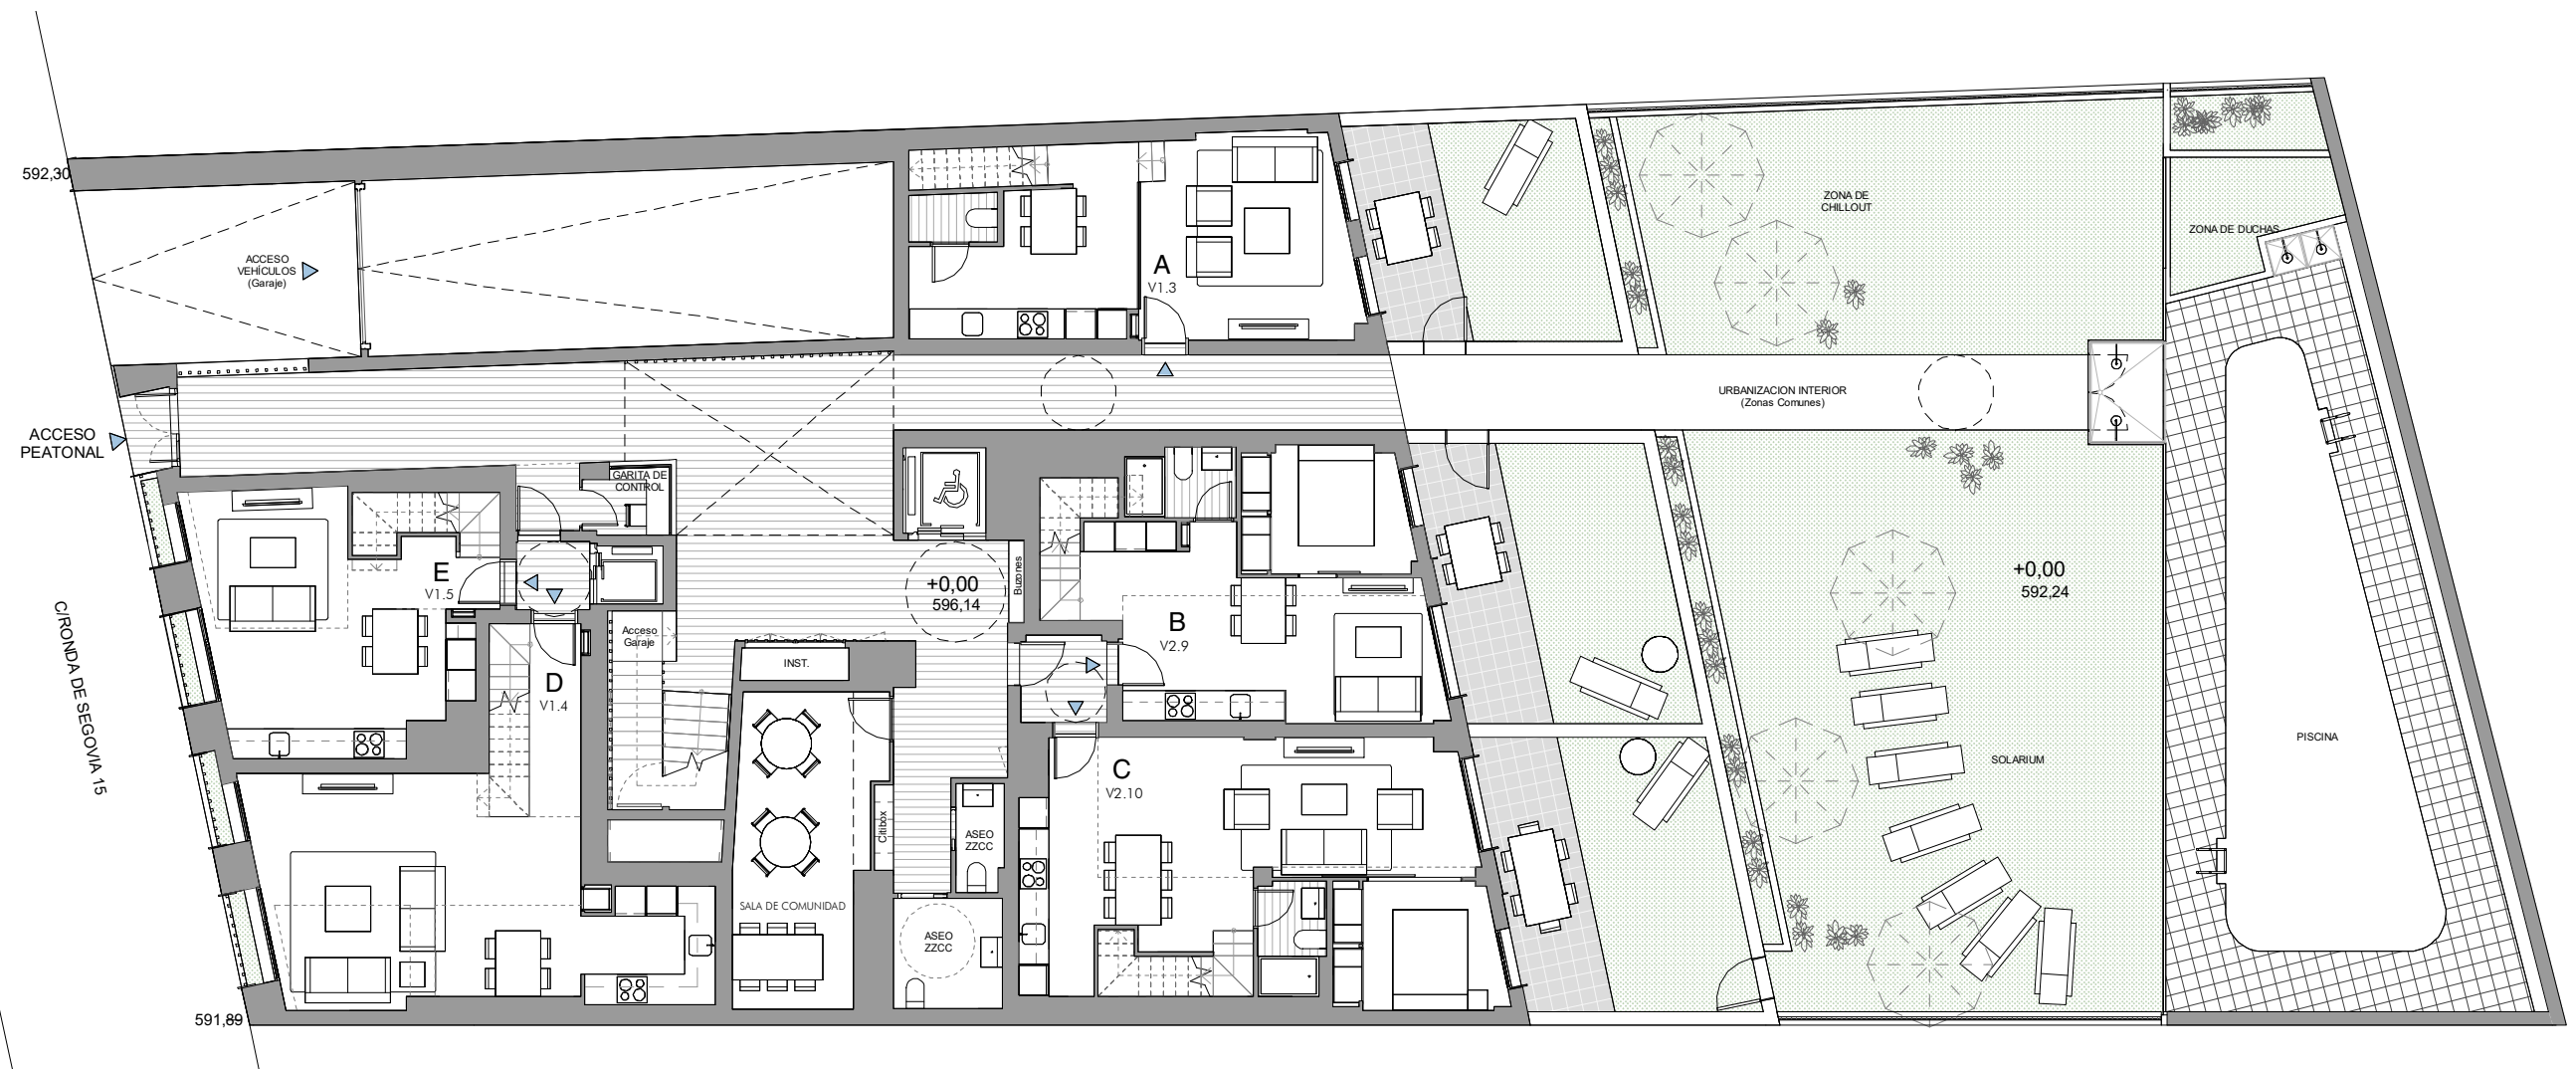 592,30
ACCESO
VEHÍCULOS
(Garaje)
A
V1.3
ZONA DE
CHILLOUT
ZONA DE DUCHAS
ACCESO
PEATONAL
URBANIZACION INTERIOR
(Zonas Comunes)
GARITA DE
CONTROL
E
V1.5
+0,00
596,14
Buzones
+0,00
592,24
C/RONDA DE SEGOVIA 15
Acceso
Garaje
B
V2.9
D
V1.4
INST.
C
V2.10
PISCINA
SOLARIUM
Citibox
ASEO
ZZCC
SALA DE COMUNIDAD
ASEO
ZZCC
591,89